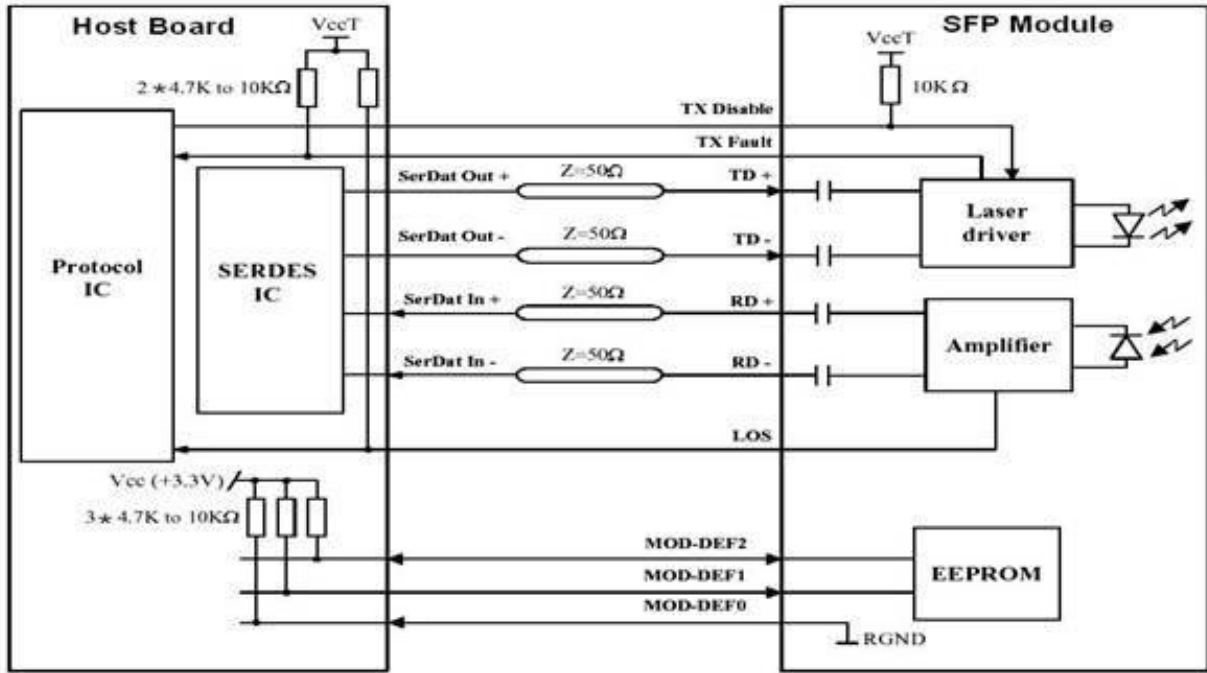 Host Board
SFP Module
VccT
VccT
2*4.7K to 10KΩ
10KΩ
TX Disable
TX Fault
SerDat Out +
Z=50Ω
TD +
Laser
driver
SerDat Out -
Z=50Ω
TD -
Protocol
IC
SERDES
IC
SerDat In +
Z=50Ω
RD +
Amplifier
SerDat In -
Z=50Ω
RD -
LOS
Vcc (+3.3V)
3*4.7K to 10KΩ
MOD-DEF2
EEPROM
MOD-DEF1
MOD-DEF0
RGND